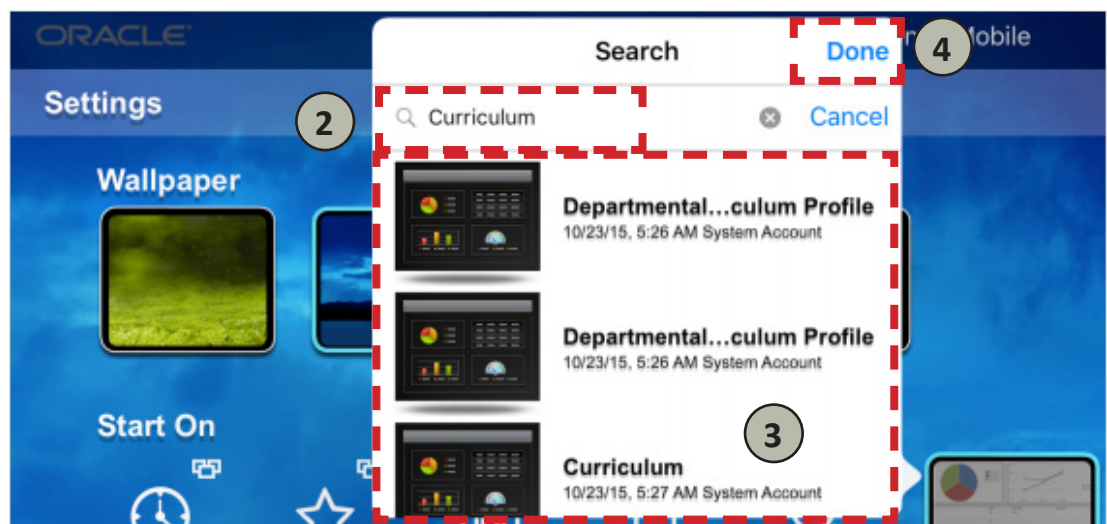 ORACLE
Search
Done
4
Mobile
Settings
2
Curriculum
Cancel
Wallpaper
Departmental...culum Profile
10/23/15, 5:26 AM System Account
Departmental...culum Profile
10/23/15, 5:26 AM System Account
Start On
3
Curriculum
10/23/15, 5:27 AM System Account